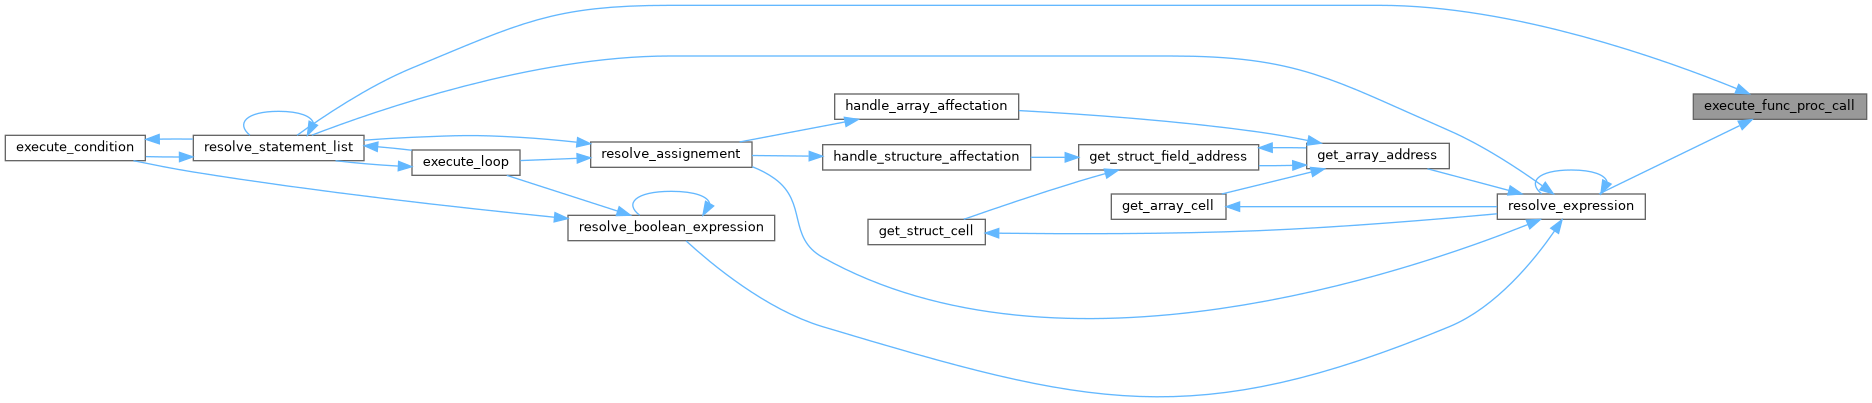 execute_condition
resolve_statement_list
execute_loop
resolve_boolean_expression
resolve_assignement
handle_array_affectation
handle_structure_affectation
get_struct_cell
get_struct_field_address
get_array_cell
get_array_address
resolve_expression
execute_func_proc_call